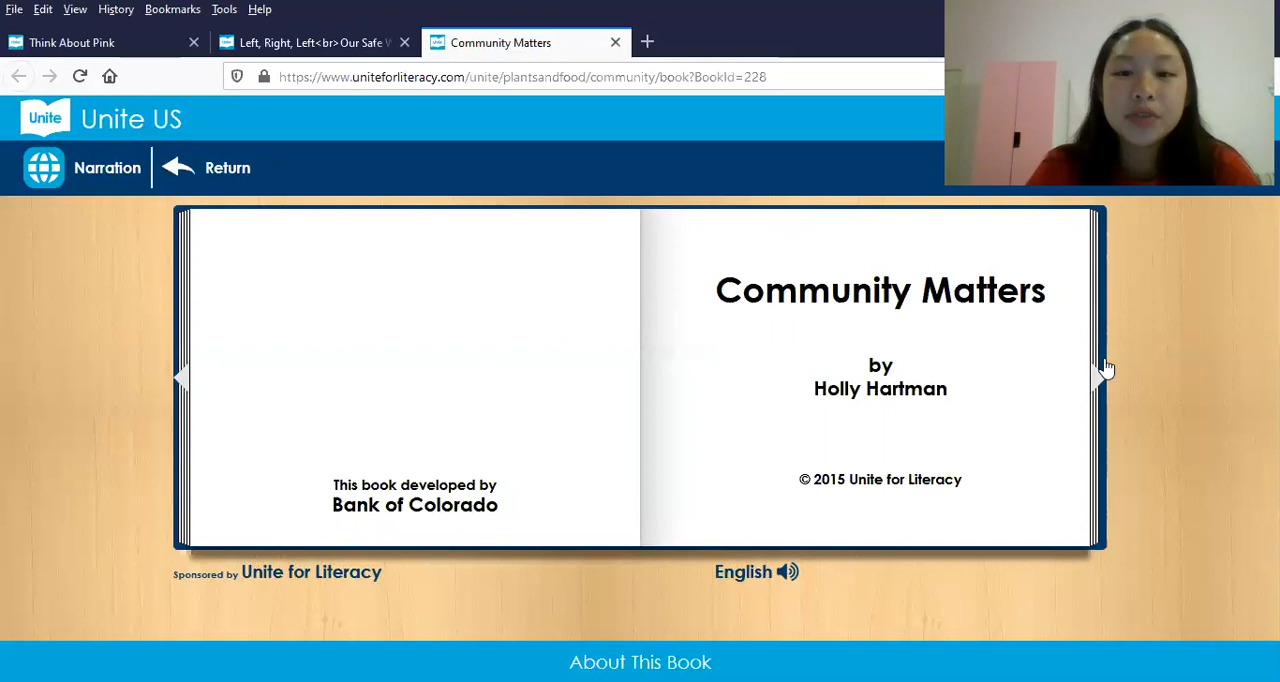 File Edit View History Bookmarks Tools Help
Think About Pink
Left, Right, Left<br>Our Safe
Community Matters
https://www.uniteforliteracy.com/unite/plantsandfood/community/book?BookId=228
Unite
Unite US
Narration
Return
Community Matters
by
Holly Hartman
This book developed by
Bank of Colorado
© 2015 Unite for Literacy
Sponsored by Unite for Literacy
English
About This Book